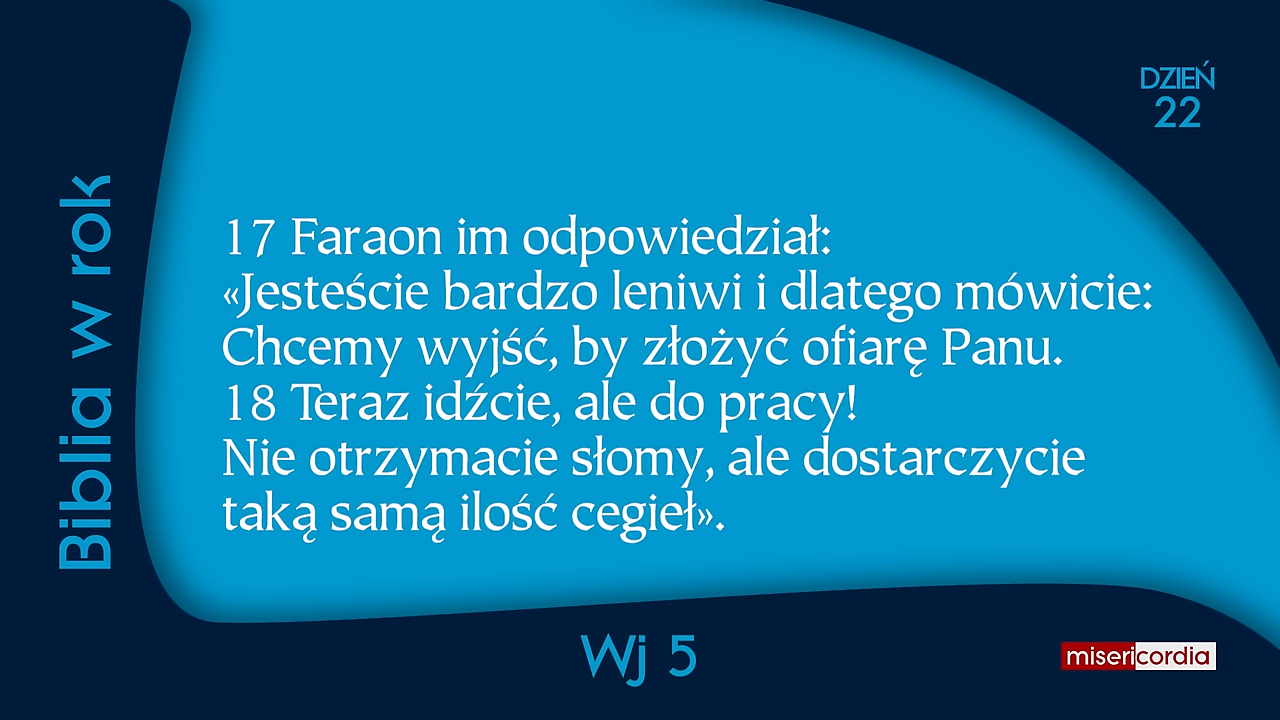 DZIEŃ
22
Biblia w rok
17 Faraon im odpowiedział:
«Jesteście bardzo leniwi i dlatego mówicie:
Chcemy wyjść, by złożyć ofiarę Panu.
18 Teraz idźcie, ale do pracy!
Nie otrzymacie słomy, ale dostarczycie
taką samą ilość cegieł».
Wj 5
misericordia